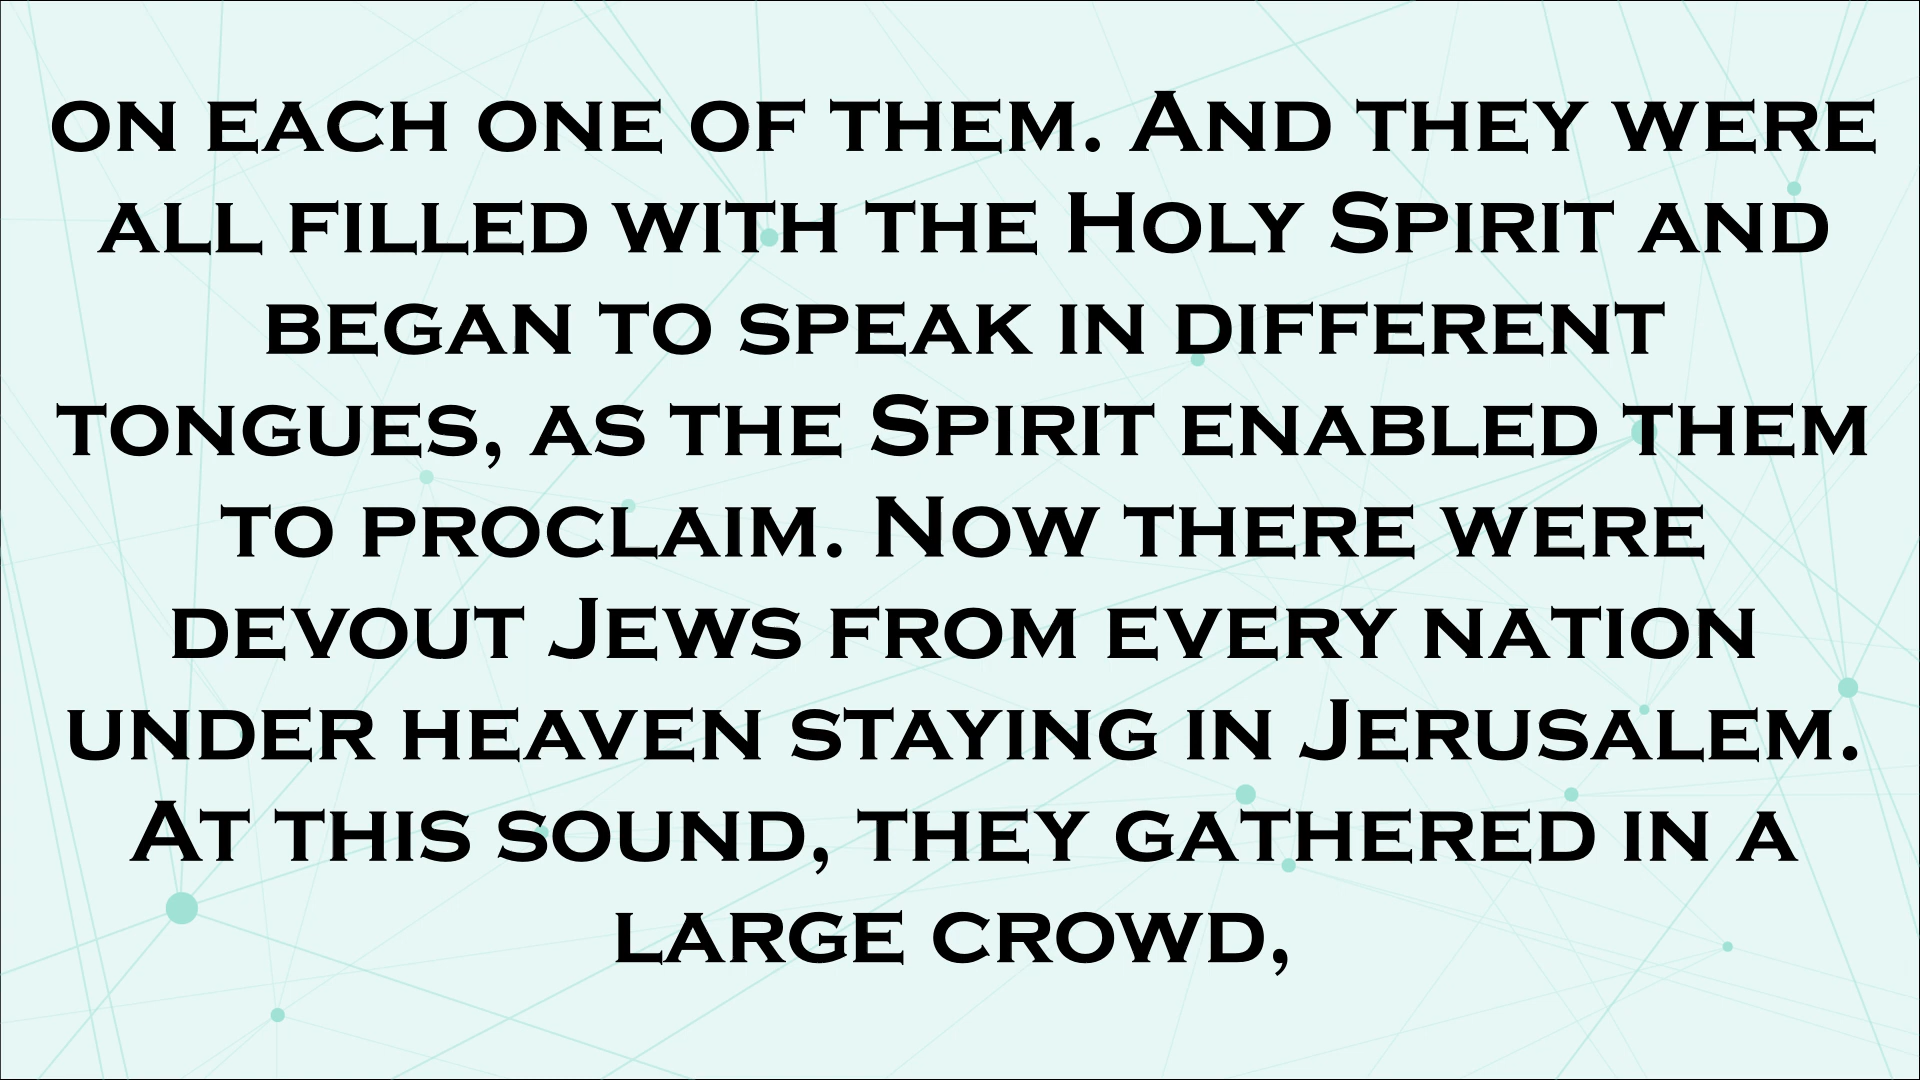 on each one of them. And they were
all filled with the Holy Spirit and
began to speak in different
tongues, as the Spirit enabled them
to proclaim. Now there were
devout Jews from every nation
under heaven staying in Jerusalem.
At this sound, they gathered in a
large crowd,